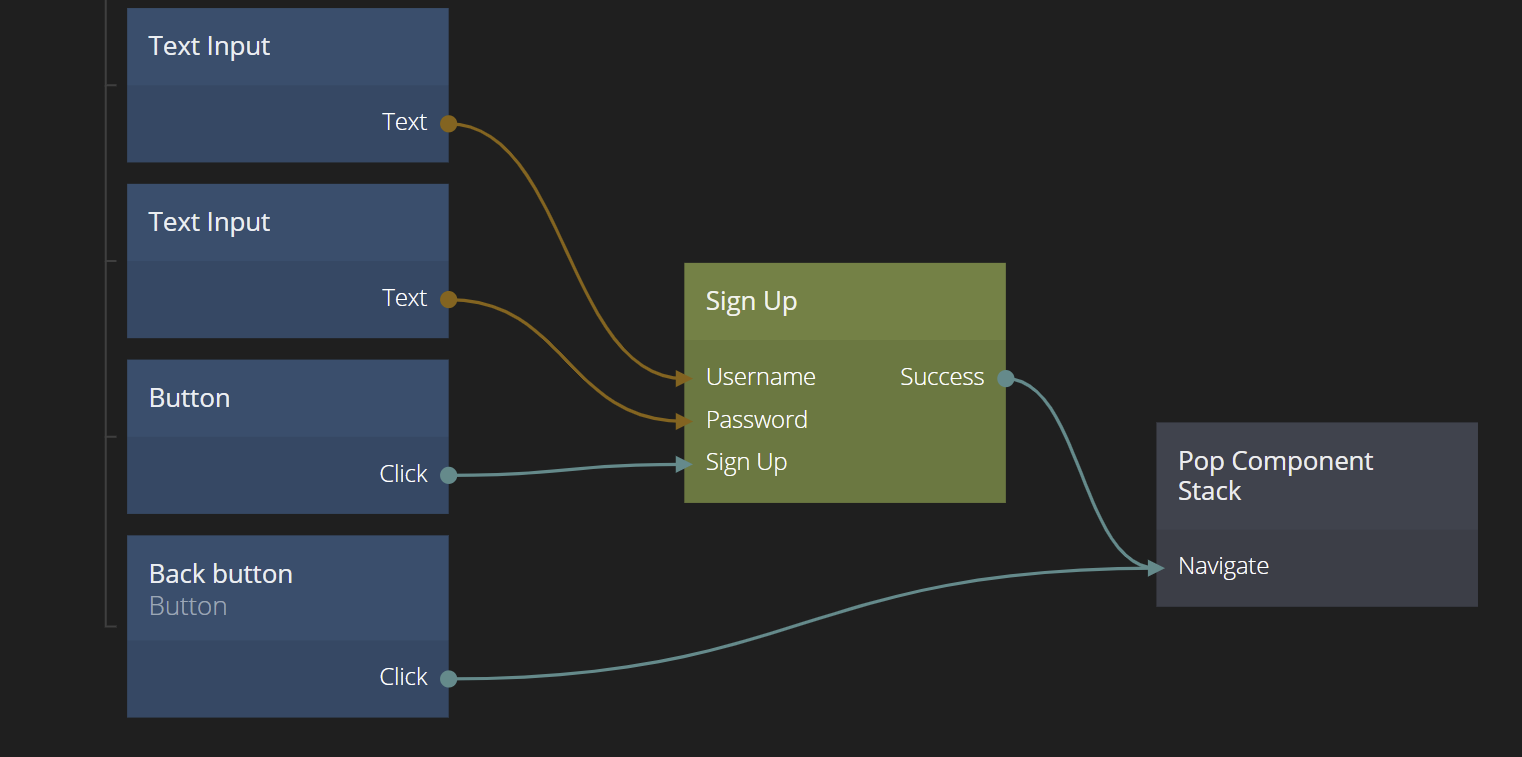 Text Input
Text
Text Input
Text
Button
Click
Back button
Button
Click
Sign Up
Username
Success
Password
Sign Up
Pop Component
Stack
Navigate